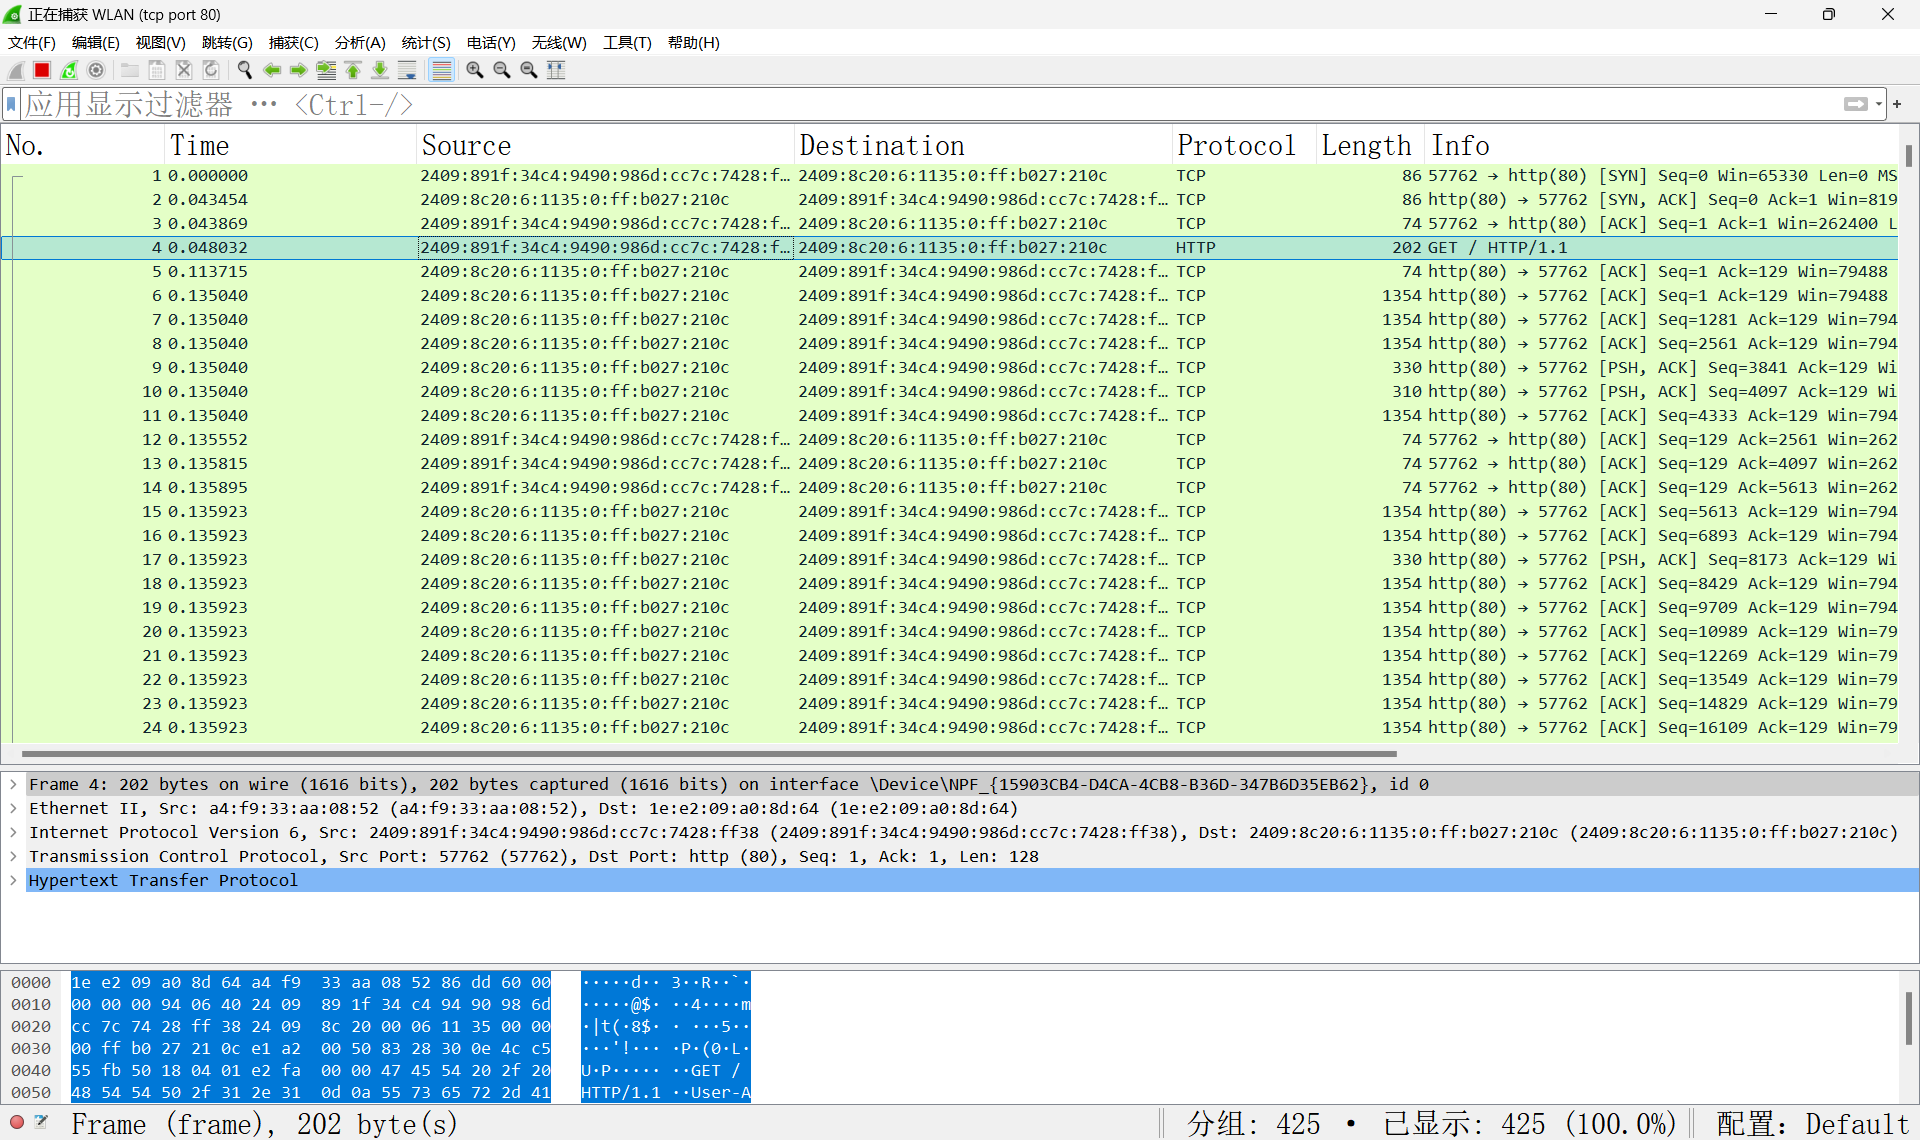 正在捕获 WLAN (tcp port 80)
文件(F) 编辑(E) 视图(V) 跳转(G) 捕获(C) 分析(A) 统计(S) 电话(Y) 无线(W) 工具(T) 帮助(H)
应用显示过滤器 … <Ctrl-/>
No. Time Source Destination Protocol Length Info
1 0.000000 2409:891f:34c4:9490:986d:cc7c:7428:f… 2409:8c20:6:1135:0:ff:b027:210c TCP 86 57762 → http(80) [SYN] Seq=0 Win=65330 Len=0 MS
2 0.043454 2409:8c20:6:1135:0:ff:b027:210c 2409:891f:34c4:9490:986d:cc7c:7428:f… TCP 86 http(80) → 57762 [SYN, ACK] Seq=0 Ack=1 Win=819
3 0.043869 2409:891f:34c4:9490:986d:cc7c:7428:f… 2409:8c20:6:1135:0:ff:b027:210c TCP 74 57762 → http(80) [ACK] Seq=1 Ack=1 Win=262400 L
4 0.048032 2409:891f:34c4:9490:986d:cc7c:7428:f… 2409:8c20:6:1135:0:ff:b027:210c HTTP 202 GET / HTTP/1.1
5 0.113715 2409:8c20:6:1135:0:ff:b027:210c 2409:891f:34c4:9490:986d:cc7c:7428:f… TCP 74 http(80) → 57762 [ACK] Seq=1 Ack=129 Win=79488
6 0.135040 2409:8c20:6:1135:0:ff:b027:210c 2409:891f:34c4:9490:986d:cc7c:7428:f… TCP 1354 http(80) → 57762 [ACK] Seq=1 Ack=129 Win=79488
7 0.135040 2409:8c20:6:1135:0:ff:b027:210c 2409:891f:34c4:9490:986d:cc7c:7428:f… TCP 1354 http(80) → 57762 [ACK] Seq=1281 Ack=129 Win=794
8 0.135040 2409:8c20:6:1135:0:ff:b027:210c 2409:891f:34c4:9490:986d:cc7c:7428:f… TCP 1354 http(80) → 57762 [ACK] Seq=2561 Ack=129 Win=794
9 0.135040 2409:8c20:6:1135:0:ff:b027:210c 2409:891f:34c4:9490:986d:cc7c:7428:f… TCP 330 http(80) → 57762 [PSH, ACK] Seq=3841 Ack=129 Wi
10 0.135040 2409:8c20:6:1135:0:ff:b027:210c 2409:891f:34c4:9490:986d:cc7c:7428:f… TCP 310 http(80) → 57762 [PSH, ACK] Seq=4097 Ack=129 Wi
11 0.135040 2409:8c20:6:1135:0:ff:b027:210c 2409:891f:34c4:9490:986d:cc7c:7428:f… TCP 1354 http(80) → 57762 [ACK] Seq=4333 Ack=129 Win=794
12 0.135552 2409:891f:34c4:9490:986d:cc7c:7428:f… 2409:8c20:6:1135:0:ff:b027:210c TCP 74 57762 → http(80) [ACK] Seq=129 Ack=2561 Win=262
13 0.135815 2409:891f:34c4:9490:986d:cc7c:7428:f… 2409:8c20:6:1135:0:ff:b027:210c TCP 74 57762 → http(80) [ACK] Seq=129 Ack=4097 Win=262
14 0.135895 2409:891f:34c4:9490:986d:cc7c:7428:f… 2409:8c20:6:1135:0:ff:b027:210c TCP 74 57762 → http(80) [ACK] Seq=129 Ack=5613 Win=262
15 0.135923 2409:8c20:6:1135:0:ff:b027:210c 2409:891f:34c4:9490:986d:cc7c:7428:f… TCP 1354 http(80) → 57762 [ACK] Seq=5613 Ack=129 Win=794
16 0.135923 2409:8c20:6:1135:0:ff:b027:210c 2409:891f:34c4:9490:986d:cc7c:7428:f… TCP 1354 http(80) → 57762 [ACK] Seq=6893 Ack=129 Win=794
17 0.135923 2409:8c20:6:1135:0:ff:b027:210c 2409:891f:34c4:9490:986d:cc7c:7428:f… TCP 330 http(80) → 57762 [PSH, ACK] Seq=8173 Ack=129 Wi
18 0.135923 2409:8c20:6:1135:0:ff:b027:210c 2409:891f:34c4:9490:986d:cc7c:7428:f… TCP 1354 http(80) → 57762 [ACK] Seq=8429 Ack=129 Win=794
19 0.135923 2409:8c20:6:1135:0:ff:b027:210c 2409:891f:34c4:9490:986d:cc7c:7428:f… TCP 1354 http(80) → 57762 [ACK] Seq=9709 Ack=129 Win=794
20 0.135923 2409:8c20:6:1135:0:ff:b027:210c 2409:891f:34c4:9490:986d:cc7c:7428:f… TCP 1354 http(80) → 57762 [ACK] Seq=10989 Ack=129 Win=79
21 0.135923 2409:8c20:6:1135:0:ff:b027:210c 2409:891f:34c4:9490:986d:cc7c:7428:f… TCP 1354 http(80) → 57762 [ACK] Seq=12269 Ack=129 Win=79
22 0.135923 2409:8c20:6:1135:0:ff:b027:210c 2409:891f:34c4:9490:986d:cc7c:7428:f… TCP 1354 http(80) → 57762 [ACK] Seq=13549 Ack=129 Win=79
23 0.135923 2409:8c20:6:1135:0:ff:b027:210c 2409:891f:34c4:9490:986d:cc7c:7428:f… TCP 1354 http(80) → 57762 [ACK] Seq=14829 Ack=129 Win=79
24 0.135923 2409:8c20:6:1135:0:ff:b027:210c 2409:891f:34c4:9490:986d:cc7c:7428:f… TCP 1354 http(80) → 57762 [ACK] Seq=16109 Ack=129 Win=79
Frame 4: 202 bytes on wire (1616 bits), 202 bytes captured (1616 bits) on interface \Device\NPF_{15903CB4-D4CA-4CB8-B36D-347B6D35EB62}, id 0
Ethernet II, Src: a4:f9:33:aa:08:52 (a4:f9:33:aa:08:52), Dst: 1e:e2:09:a0:8d:64 (1e:e2:09:a0:8d:64)
Internet Protocol Version 6, Src: 2409:891f:34c4:9490:986d:cc7c:7428:ff38 (2409:891f:34c4:9490:986d:cc7c:7428:ff38), Dst: 2409:8c20:6:1135:0:ff:b027:210c (2409:8c20:6:1135:0:ff:b027:210c)
Transmission Control Protocol, Src Port: 57762 (57762), Dst Port: http (80), Seq: 1, Ack: 1, Len: 128
Hypertext Transfer Protocol
0000 1e e2 09 a0 8d 64 a4 f9 33 aa 08 52 86 dd 60 00 ·····d·· 3··R··`·
0010 00 00 00 94 06 40 24 09 89 1f 34 c4 94 90 98 6d ·····@$· ··4····m
0020 cc 7c 74 28 ff 38 24 09 8c 20 00 06 11 35 00 00 ·|t(·8$· · ···5··
0030 00 ff b0 27 21 0c e1 a2 00 50 83 28 30 0e 4c c5 ···'!··· ·P·(0·L·
0040 55 fb 50 18 04 01 e2 fa 00 00 47 45 54 20 2f 20 U·P····· ··GET /
0050 48 54 54 50 2f 31 2e 31 0d 0a 55 73 65 72 2d 41 HTTP/1.1 ··User-A
Frame (frame), 202 byte(s) 分组: 425 · 已显示: 425 (100.0%) 配置: Default